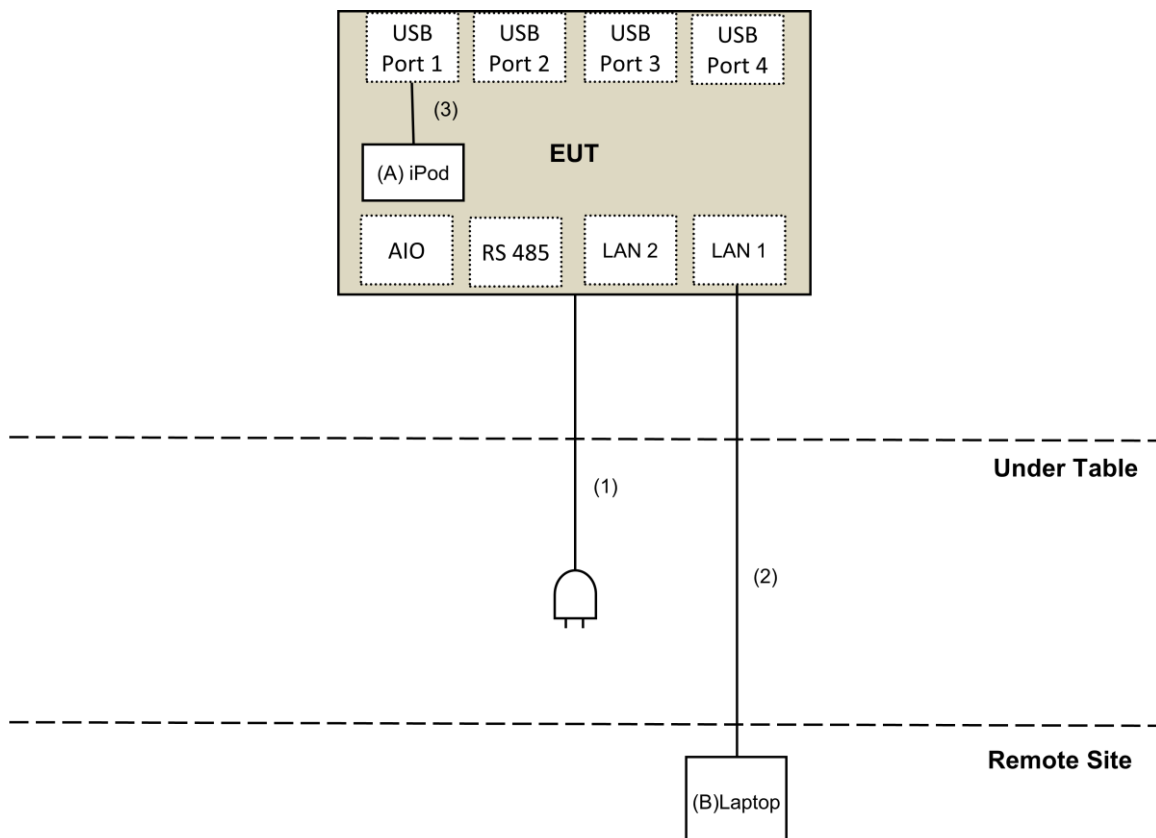 USB
Port 1
USB
Port 2
USB
Port 3
USB
Port 4
(3)
EUT
(A) iPod
AIO
RS 485
LAN 2
LAN 1
Under Table
(1)
(2)
Remote Site
(B)Laptop